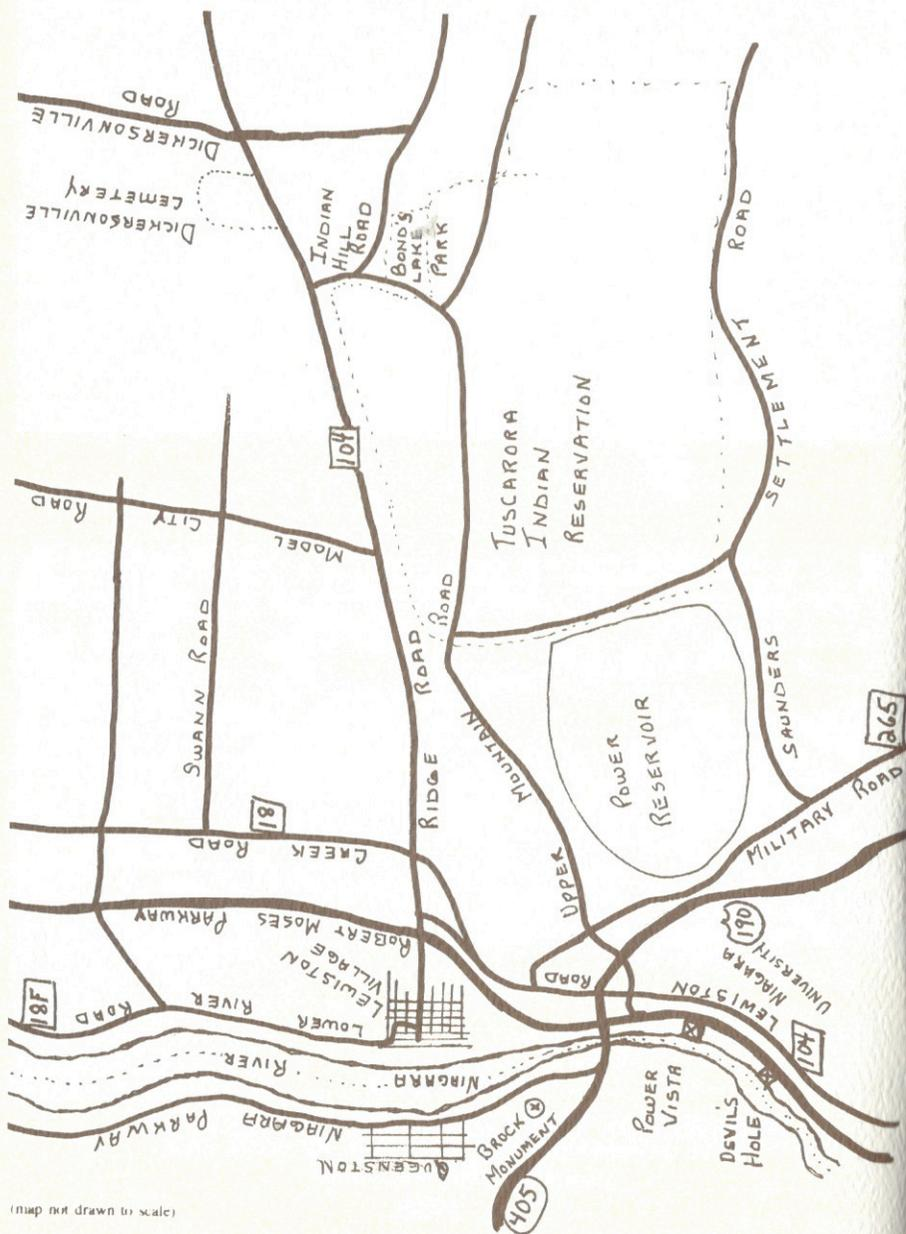 DICKERSONVILLE
ROAD
DICKERSONVILLE
CEMETERY
INDIAN
HILL
ROAD
BOND'S
LAKE
PARK
ROAD
SETTLEMENT
SAUNDERS
104
TUSCARORA
INDIAN
RESERVATION
MODEL CITY ROAD
SWANN ROAD
RIDGE ROAD
UPPER MOUNTAIN ROAD
POWER
RESERVOIR
265
MILITARY ROAD
18
CREEK ROAD
ROBERT MOSES PARKWAY
LEWISTON
VILLAGE
LOWER RIVER ROAD
18F
NIAGARA RIVER
NIAGARA PARKWAY
QUEENSTON
BROCK
MONUMENT
405
POWER
VISTA
DEVIL'S
HOLE
LEWISTON ROAD
104
190
NIAGARA
UNIVERSITY
(map not drawn to scale)